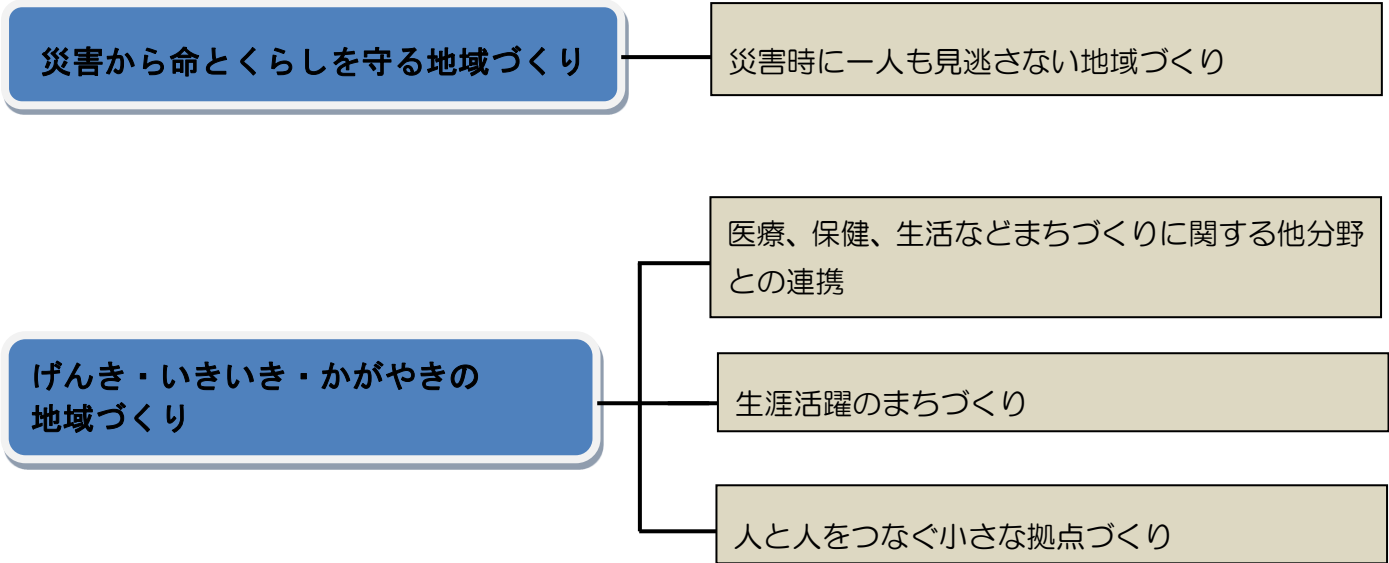 災害から命とくらしを守る地域づくり
災害時に一人も見逃さない地域づくり
げんき・いきいき・かがやきの
地域づくり
医療、保健、生活などまちづくりに関する他分野
との連携
生涯活躍のまちづくり
人と人をつなぐ小さな拠点づくり